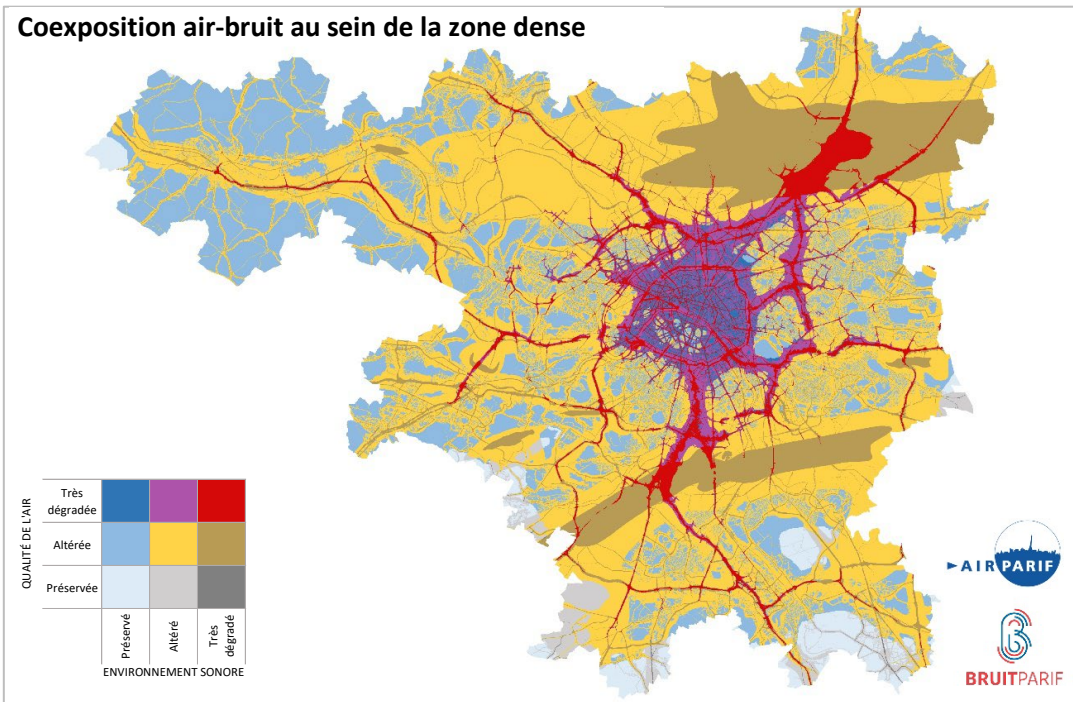 Coexposition air-bruit au sein de la zone dense
QUALITÉ DE L'AIR
Très
dégradée
Altérée
Préservée
Préservé
Altéré
Très
dégradé
ENVIRONNEMENT SONORE
AIRPARIF
BRUITPARIF